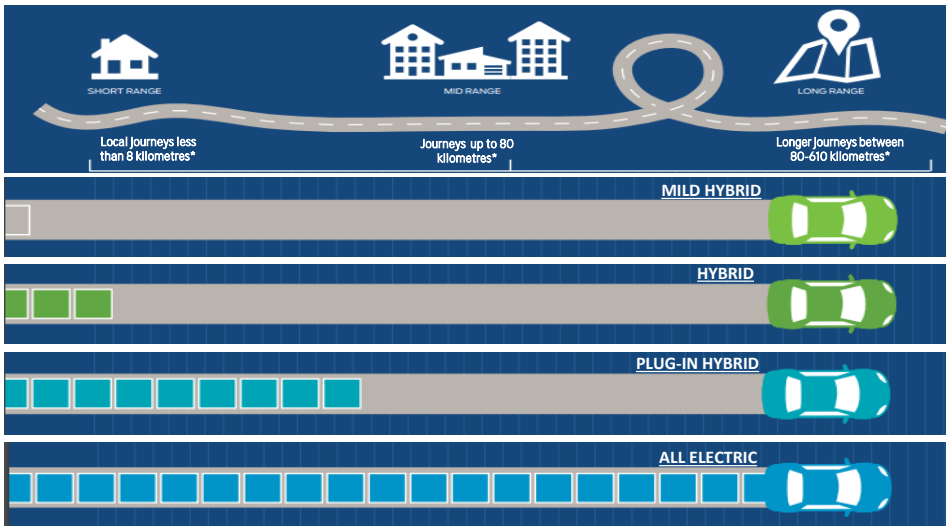 SHORT RANGE
MID RANGE
LONG RANGE
Local journeys less
than 8 kilometres*
Journeys up to 80
kilometres*
Longer journeys between
80-610 kilometres*
MILD HYBRID
HYBRID
PLUG-IN HYBRID
ALL ELECTRIC